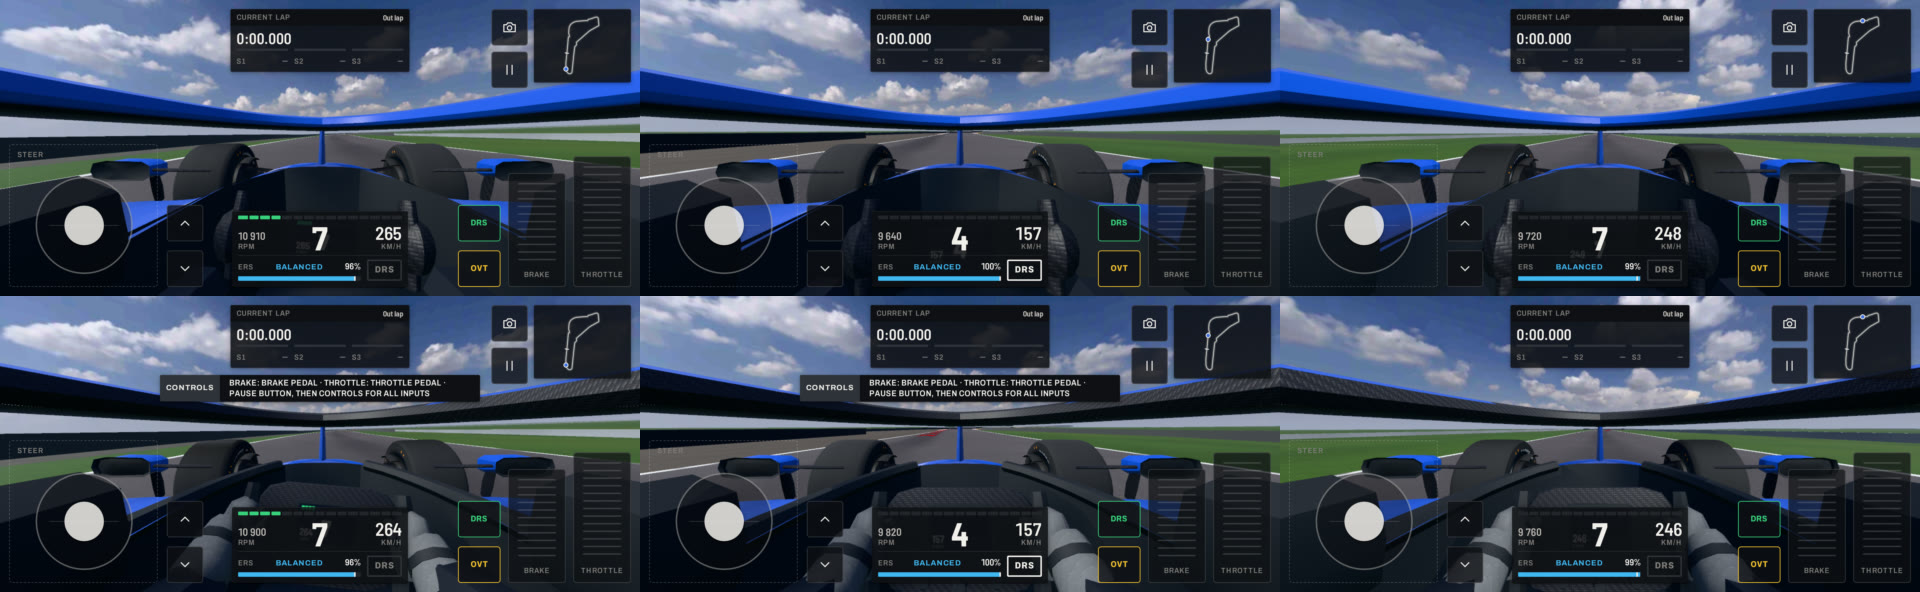 CURRENT LAP Out lap
0:00.000
S1 – S2 – S3 –
STEER
10 910 RPM 7 265 KM/H
ERS BALANCED 96% DRS
DRS
OVT
BRAKE
THROTTLE
CURRENT LAP Out lap
0:00.000
S1 – S2 – S3 –
STEER
9 640 RPM 4 157 KM/H
ERS BALANCED 100% DRS
DRS
OVT
BRAKE
THROTTLE
CURRENT LAP Out lap
0:00.000
S1 – S2 – S3 –
STEER
9 720 RPM 7 248 KM/H
ERS BALANCED 99% DRS
DRS
OVT
BRAKE
THROTTLE
CURRENT LAP Out lap
0:00.000
S1 – S2 – S3 –
CONTROLS
BRAKE: BRAKE PEDAL · THROTTLE: THROTTLE PEDAL ·
PAUSE BUTTON, THEN CONTROLS FOR ALL INPUTS
STEER
10 900 RPM 7 264 KM/H
ERS BALANCED 96% DRS
DRS
OVT
BRAKE
THROTTLE
CURRENT LAP Out lap
0:00.000
S1 – S2 – S3 –
CONTROLS
BRAKE: BRAKE PEDAL · THROTTLE: THROTTLE PEDAL ·
PAUSE BUTTON, THEN CONTROLS FOR ALL INPUTS
STEER
9 820 RPM 4 157 KM/H
ERS BALANCED 100% DRS
DRS
OVT
BRAKE
THROTTLE
CURRENT LAP Out lap
0:00.000
S1 – S2 – S3 –
STEER
9 760 RPM 7 246 KM/H
ERS BALANCED 99% DRS
DRS
OVT
BRAKE
THROTTLE